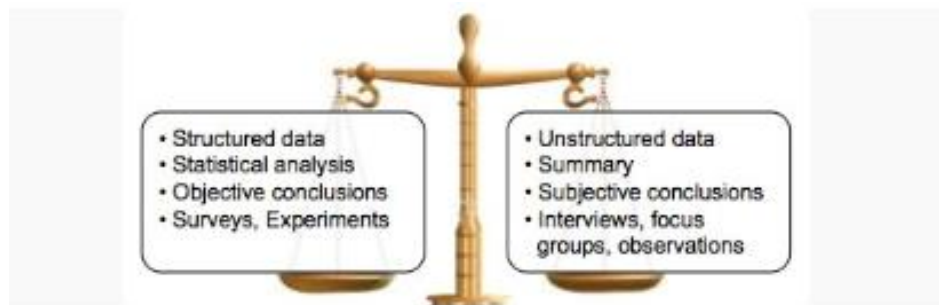 • Structured data
• Statistical analysis
• Objective conclusions
• Surveys, Experiments
• Unstructured data
• Summary
• Subjective conclusions
• Interviews, focus
groups, observations